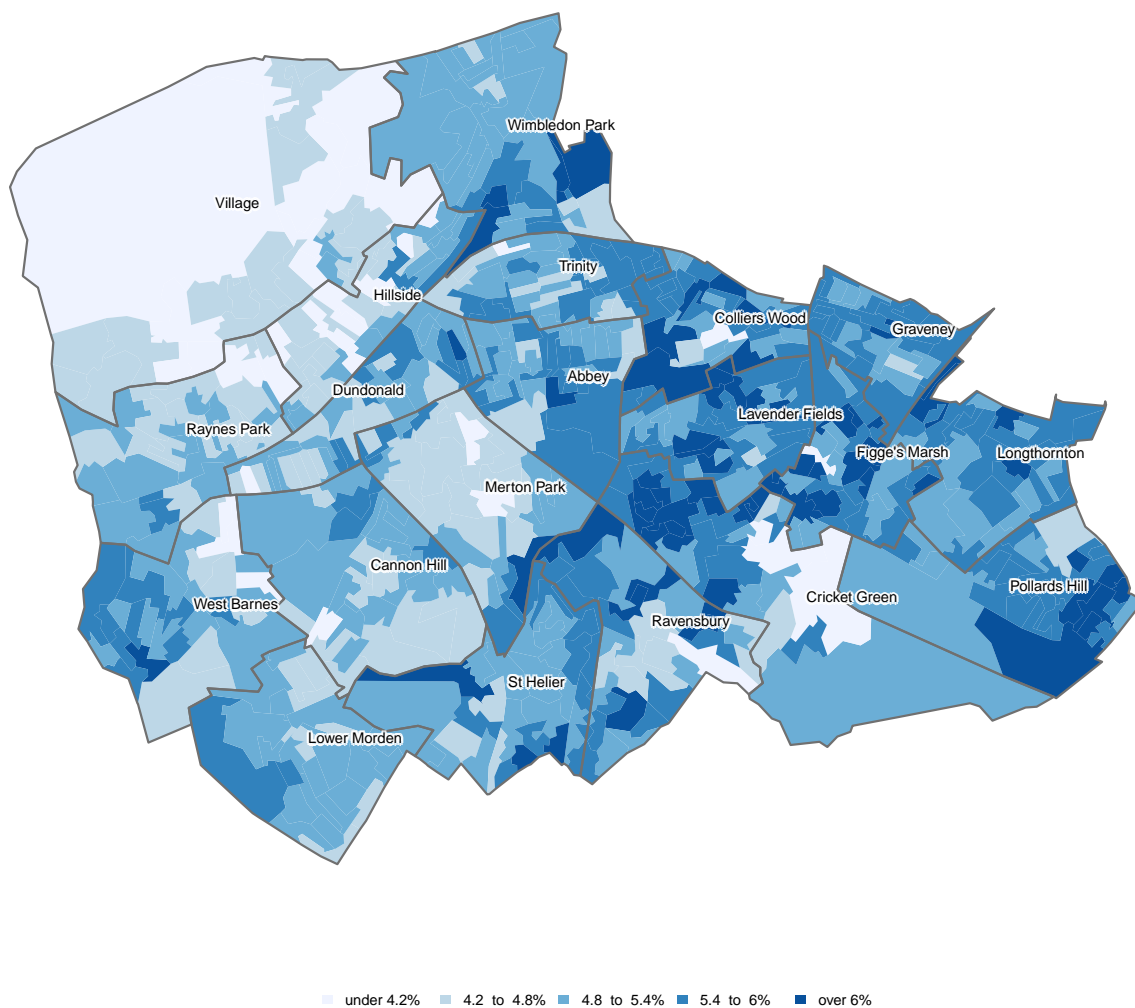 Wimbledon Park
Village
Trinity
Hillside
Colliers Wood
Graveney
Abbey
Dundonald
Lavender Fields
Raynes Park
Figge's Marsh
Longthornton
Merton Park
Cannon Hill
Pollards Hill
West Barnes
Cricket Green
Ravensbury
St Helier
Lower Morden
under 4.2% 4.2 to 4.8% 4.8 to 5.4% 5.4 to 6% over 6%